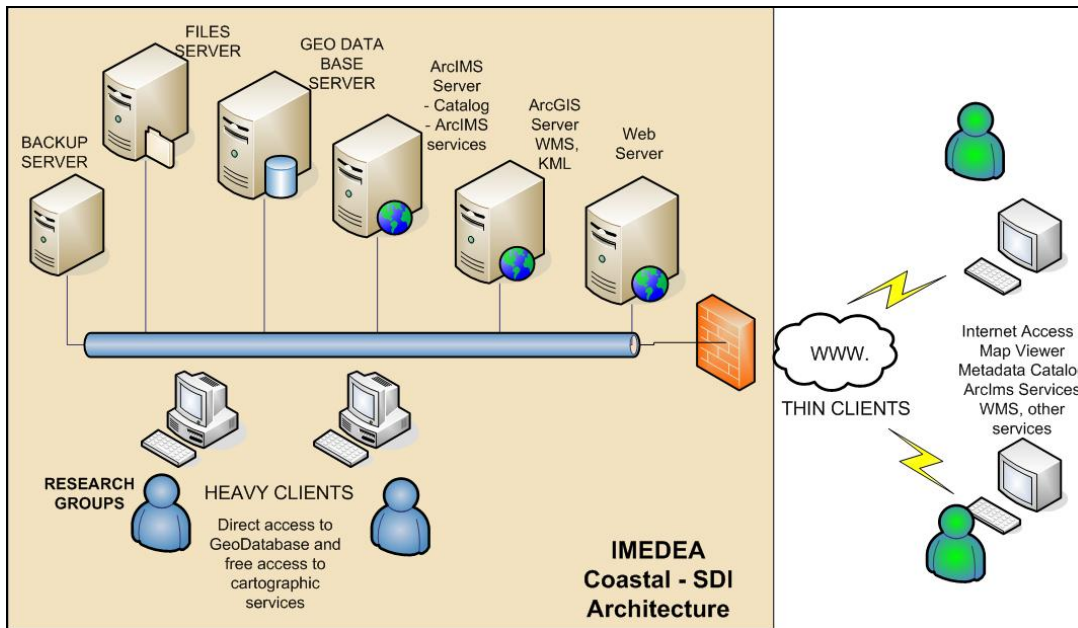 FILES
SERVER
GEO DATA
BASE
SERVER
ArcIMS
Server
- Catalog
- ArcIMS
services
ArcGIS
Server
WMS,
KML
Web
Server
BACKUP
SERVER
WWW.
THIN CLIENTS
Internet Access
Map Viewer
Metadata Catalog
ArcIms Services
WMS, other
services
RESEARCH
GROUPS
HEAVY CLIENTS
Direct access to
GeoDatabase and
free access to
cartographic
services
IMEDEA
Coastal - SDI
Architecture